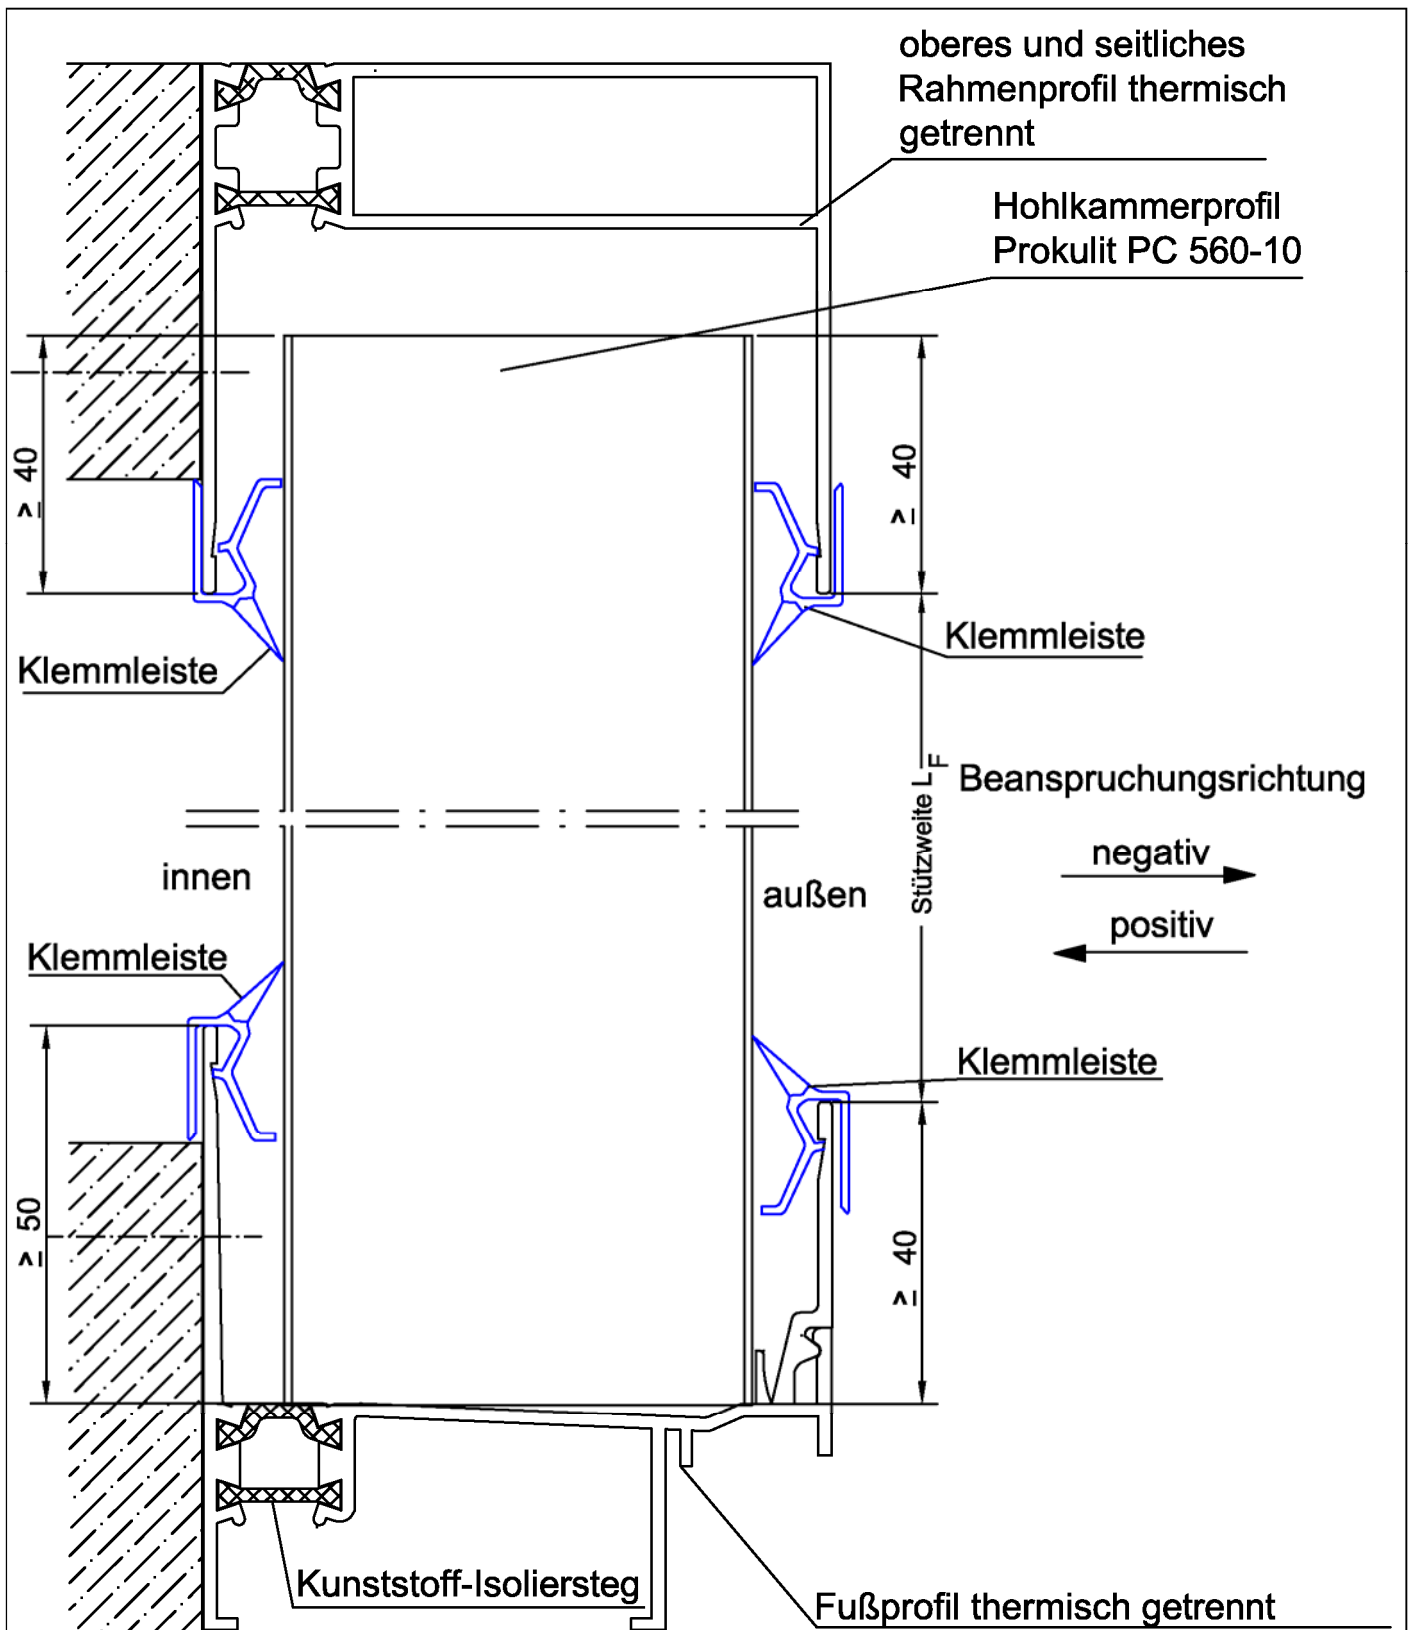 oberes und seitliches
Rahmenprofil thermisch
getrennt
Hohlkammerprofil
Prokulit PC 560-10
≥ 40
≥ 40
Klemmleiste
Klemmleiste
Stützweite L_F
Beanspruchungsrichtung
negativ
positiv
innen
außen
Klemmleiste
Klemmleiste
≥ 50
≥ 40
Kunststoff-Isoliersteg
Fußprofil thermisch getrennt